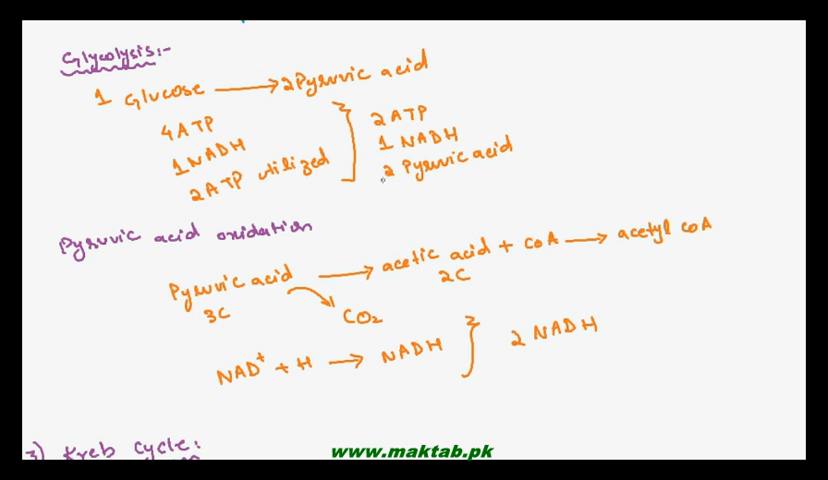 Glycolysis:-
1 Glucose → 2 Pyruvic acid
4 ATP
1 NADH
2 ATP utilized
2 ATP
1 NADH
2 Pyruvic acid
Pyruvic acid oxidation
Pyruvic acid → acetic acid + CoA → acetyl CoA
3C
2C
CO2
NAD+ + H → NADH } 2 NADH
3) Kreb Cycle:
www.maktab.pk